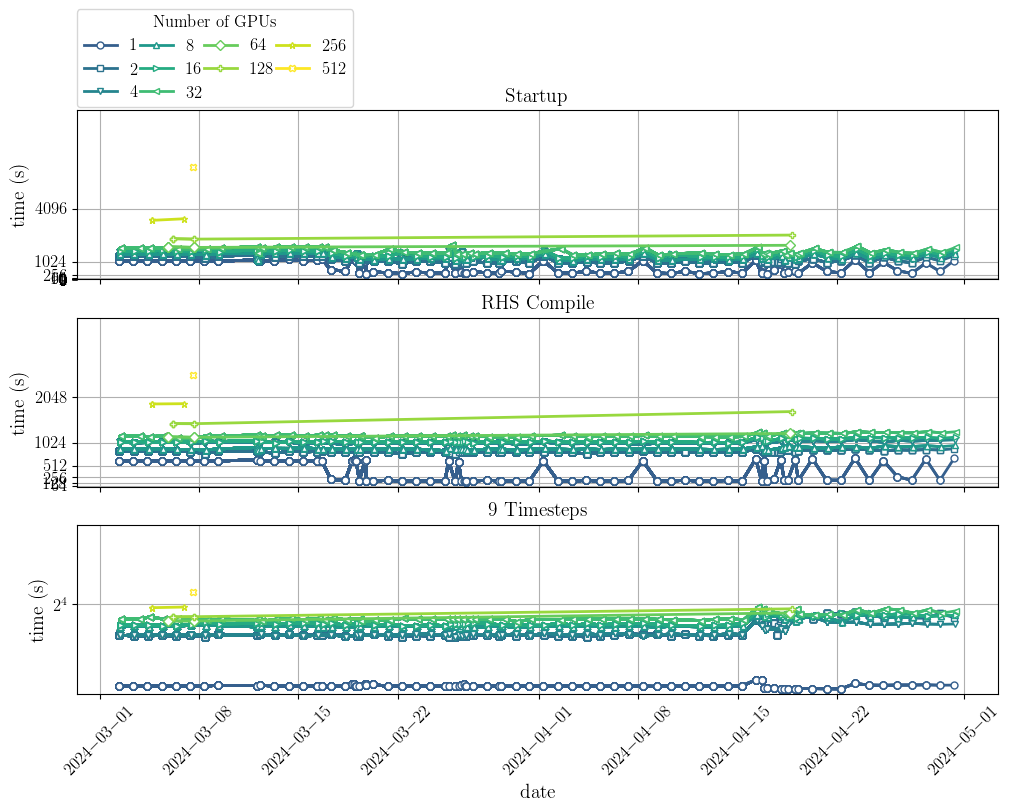 Number of GPUs
1 8 64 256
2 16 128 512
4 32
Startup
time (s)
4096
1024
256
RHS Compile
time (s)
2048
1024
512
256
9 Timesteps
time (s)
2^4
2024−03−01 2024−03−08 2024−03−15 2024−03−22 2024−04−01 2024−04−08 2024−04−15 2024−04−22 2024−05−01
date